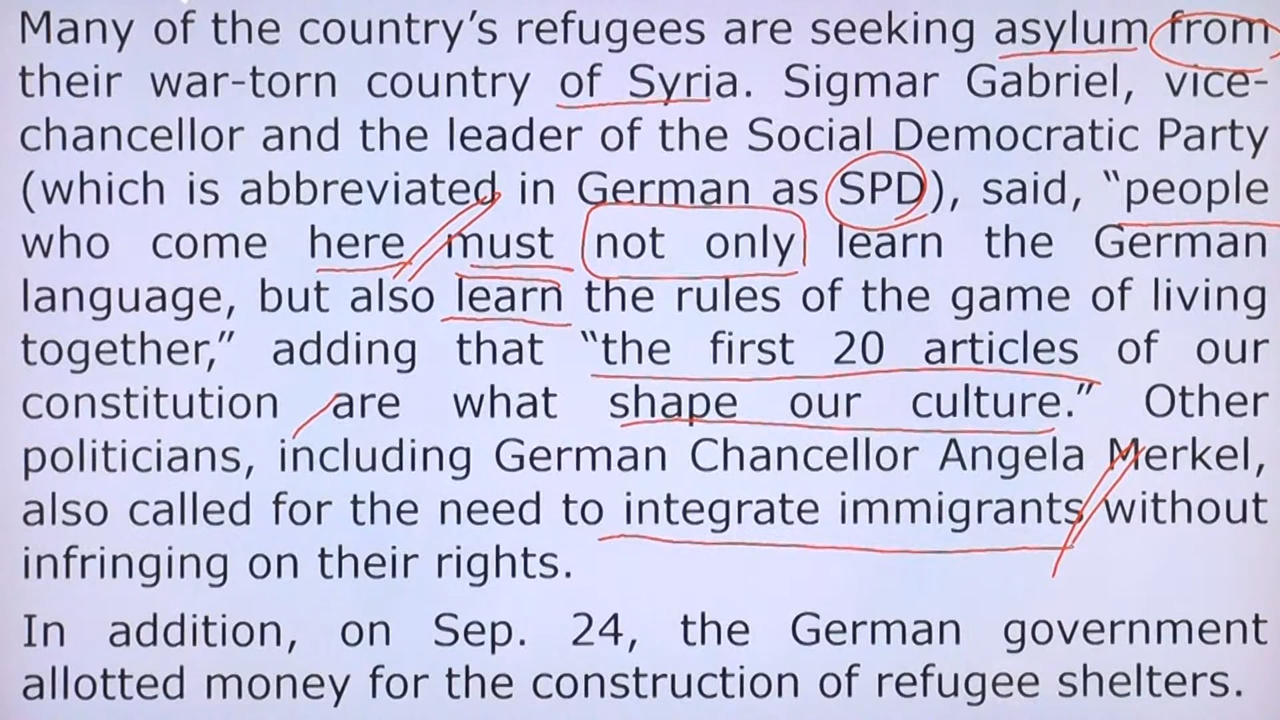 Many of the country's refugees are seeking asylum from
their war-torn country of Syria. Sigmar Gabriel, vice-
chancellor and the leader of the Social Democratic Party
(which is abbreviated in German as SPD), said, “people
who come here must not only learn the German
language, but also learn the rules of the game of living
together,” adding that “the first 20 articles of our
constitution are what shape our culture.” Other
politicians, including German Chancellor Angela Merkel,
also called for the need to integrate immigrants without
infringing on their rights.
In addition, on Sep. 24, the German government
allotted money for the construction of refugee shelters.